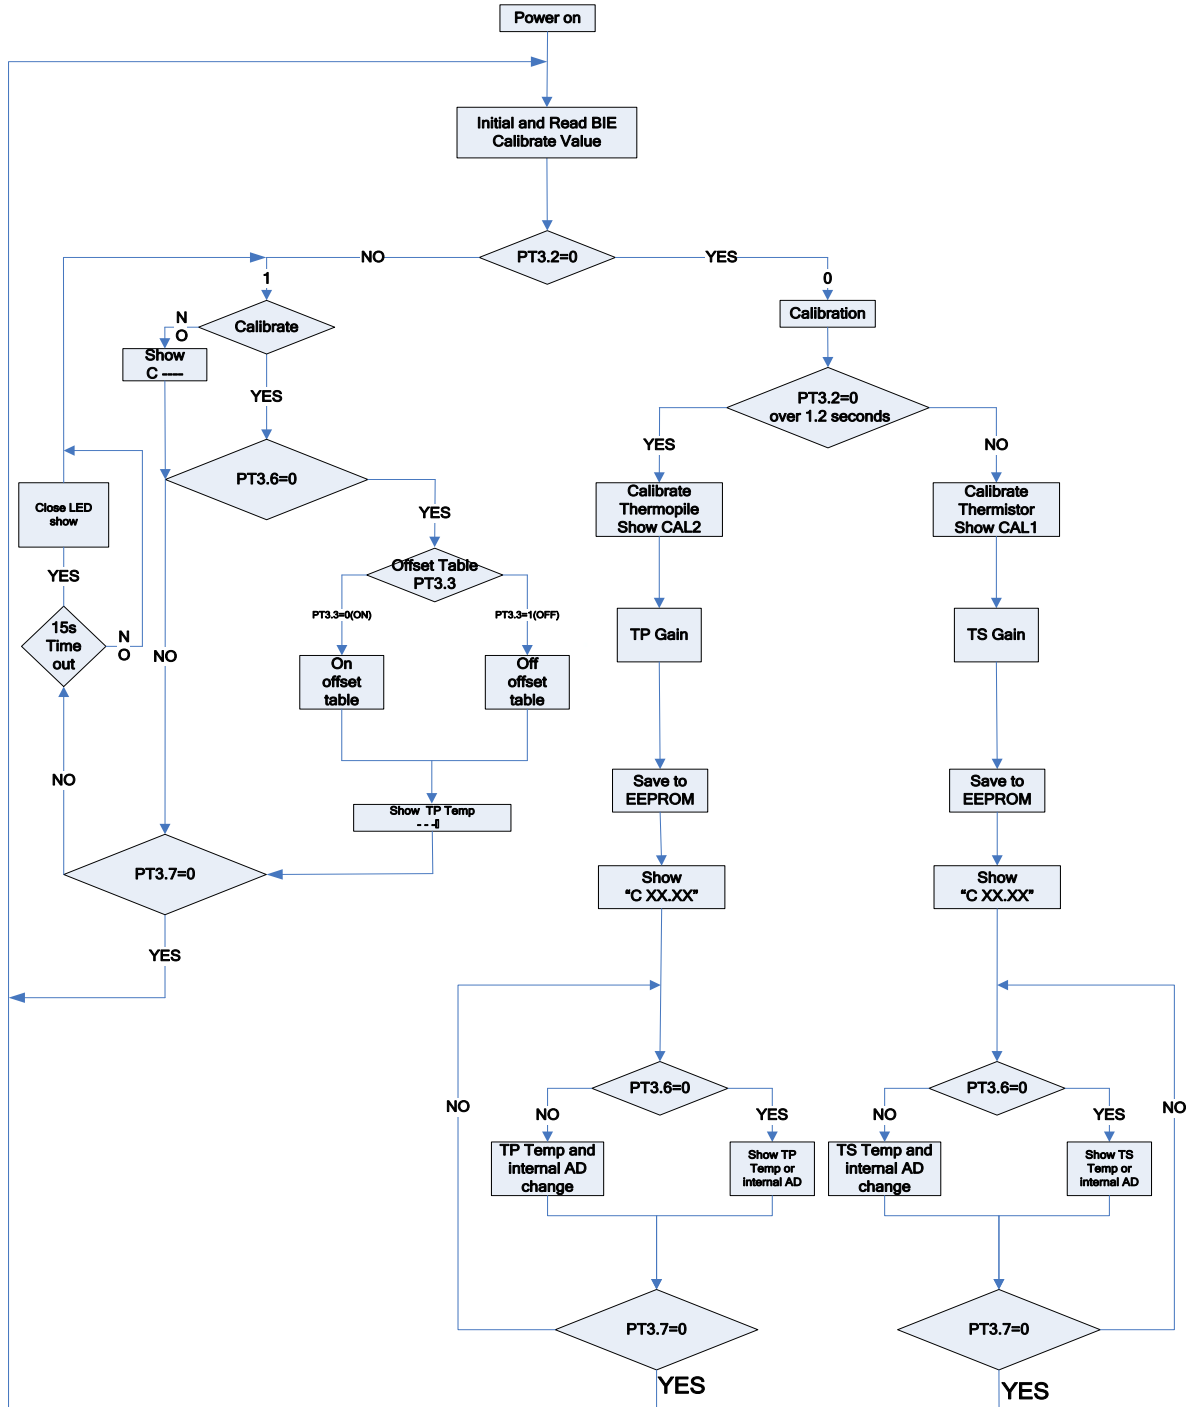 Power on
Initial and Read BIE
Calibrate Value
PT3.2=0
NO
YES
1
0
Calibrate
Calibration
N
O
Show
C ----
YES
PT3.2=0
over 1.2 seconds
YES
NO
PT3.6=0
YES
Close LED
show
Calibrate
Thermopile
Show CAL2
Calibrate
Thermistor
Show CAL1
Offset Table
PT3.3
YES
PT3.3=0(ON)
PT3.3=1(OFF)
15s
Time
out
N
O
NO
On
offset
table
Off
offset
table
TP Gain
TS Gain
NO
Save to
EEPROM
Save to
EEPROM
Show TP Temp
PT3.7=0
Show
“C XX.XX”
Show
“C XX.XX”
YES
PT3.6=0
PT3.6=0
NO
NO
YES
NO
YES
NO
TP Temp and
internal AD
change
Show TP
Temp or
internal AD
TS Temp and
internal AD
change
Show TS
Temp or
internal AD
PT3.7=0
PT3.7=0
YES
YES